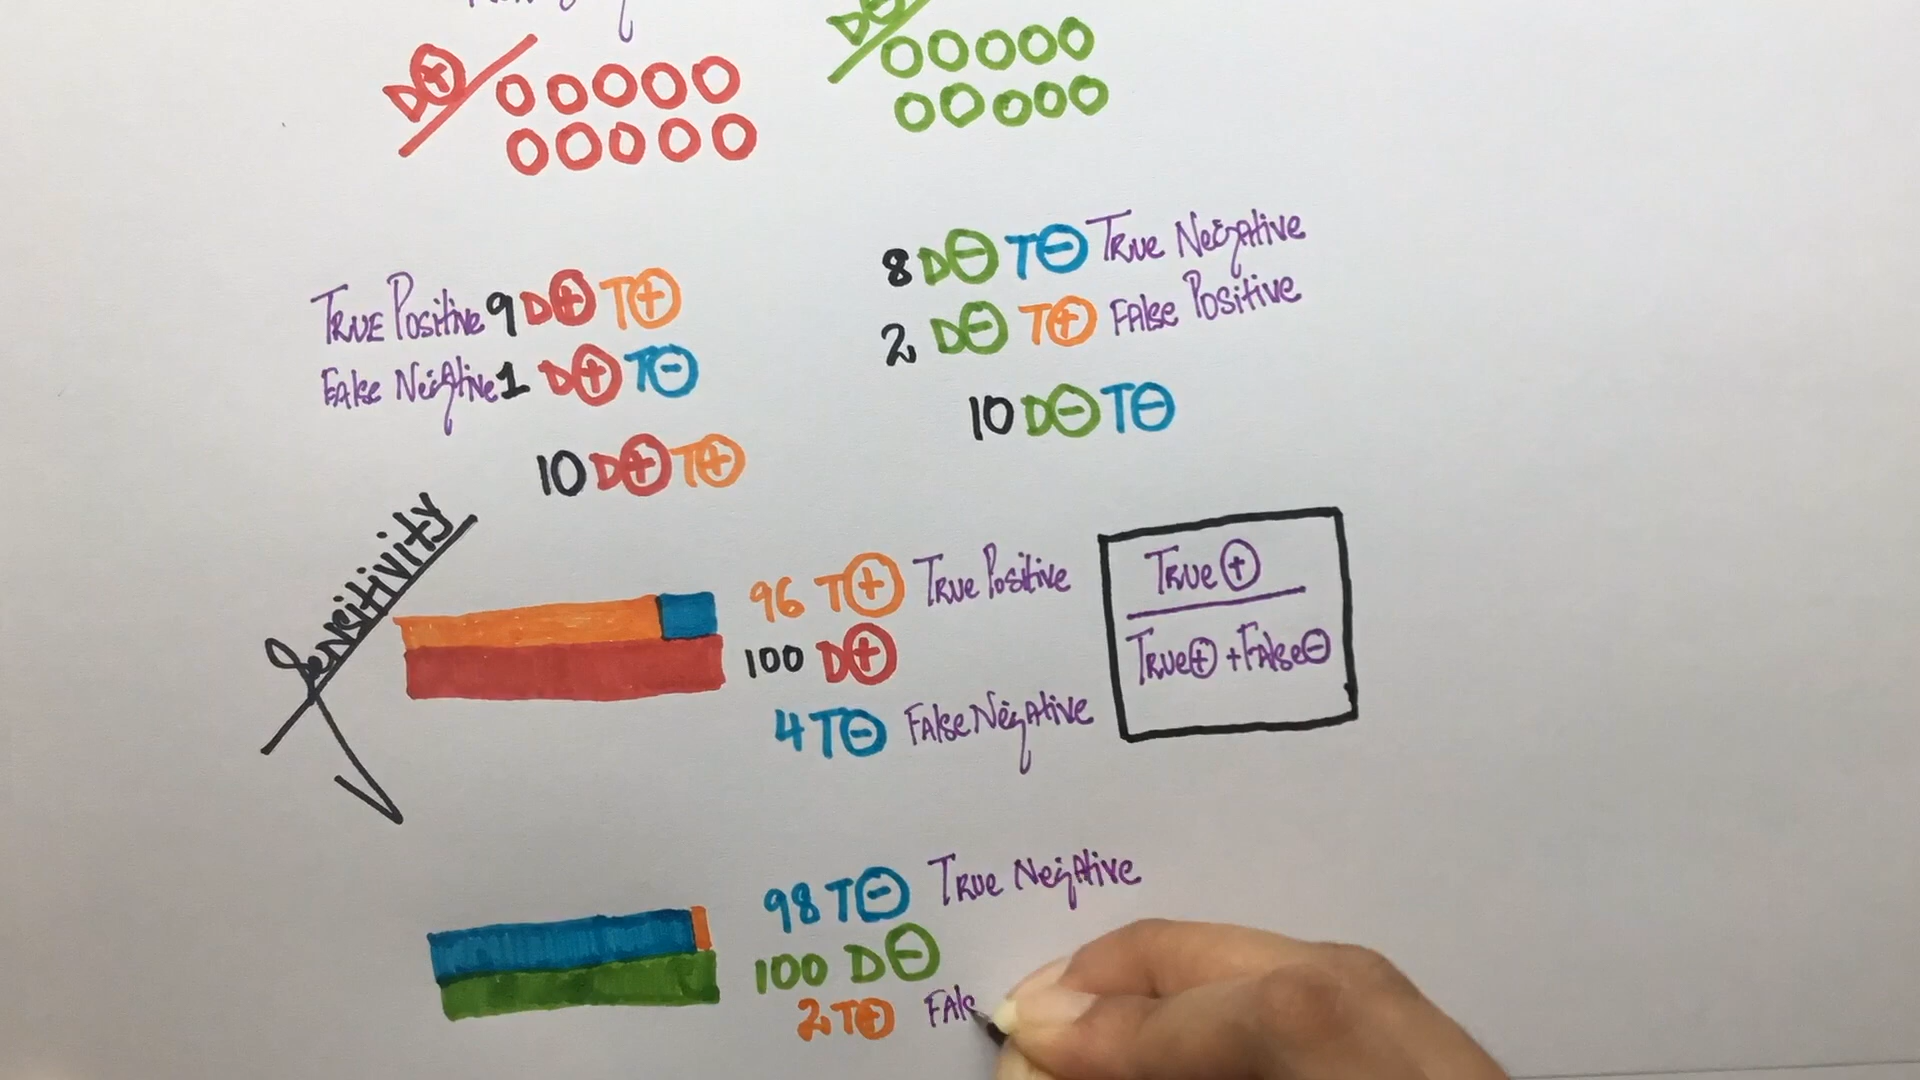 D+
D-
True Positive 9 D+ T+
False Negative 1 D+ T-
10 D+ T+
8 D- T- True Negative
2 D- T+ False Positive
10 D- T-
Sensitivity
96 T+ True Positive
100 D+
4 T- False Negative
True +
True + + False -
98 T- True Negative
100 D-
2 T+ Fals